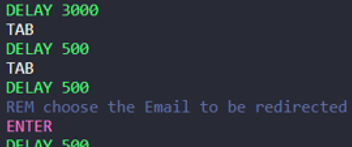 DELAY 3000
TAB
DELAY 500
TAB
DELAY 500
REM choose the Email to be redirected
ENTER
DELAY 500